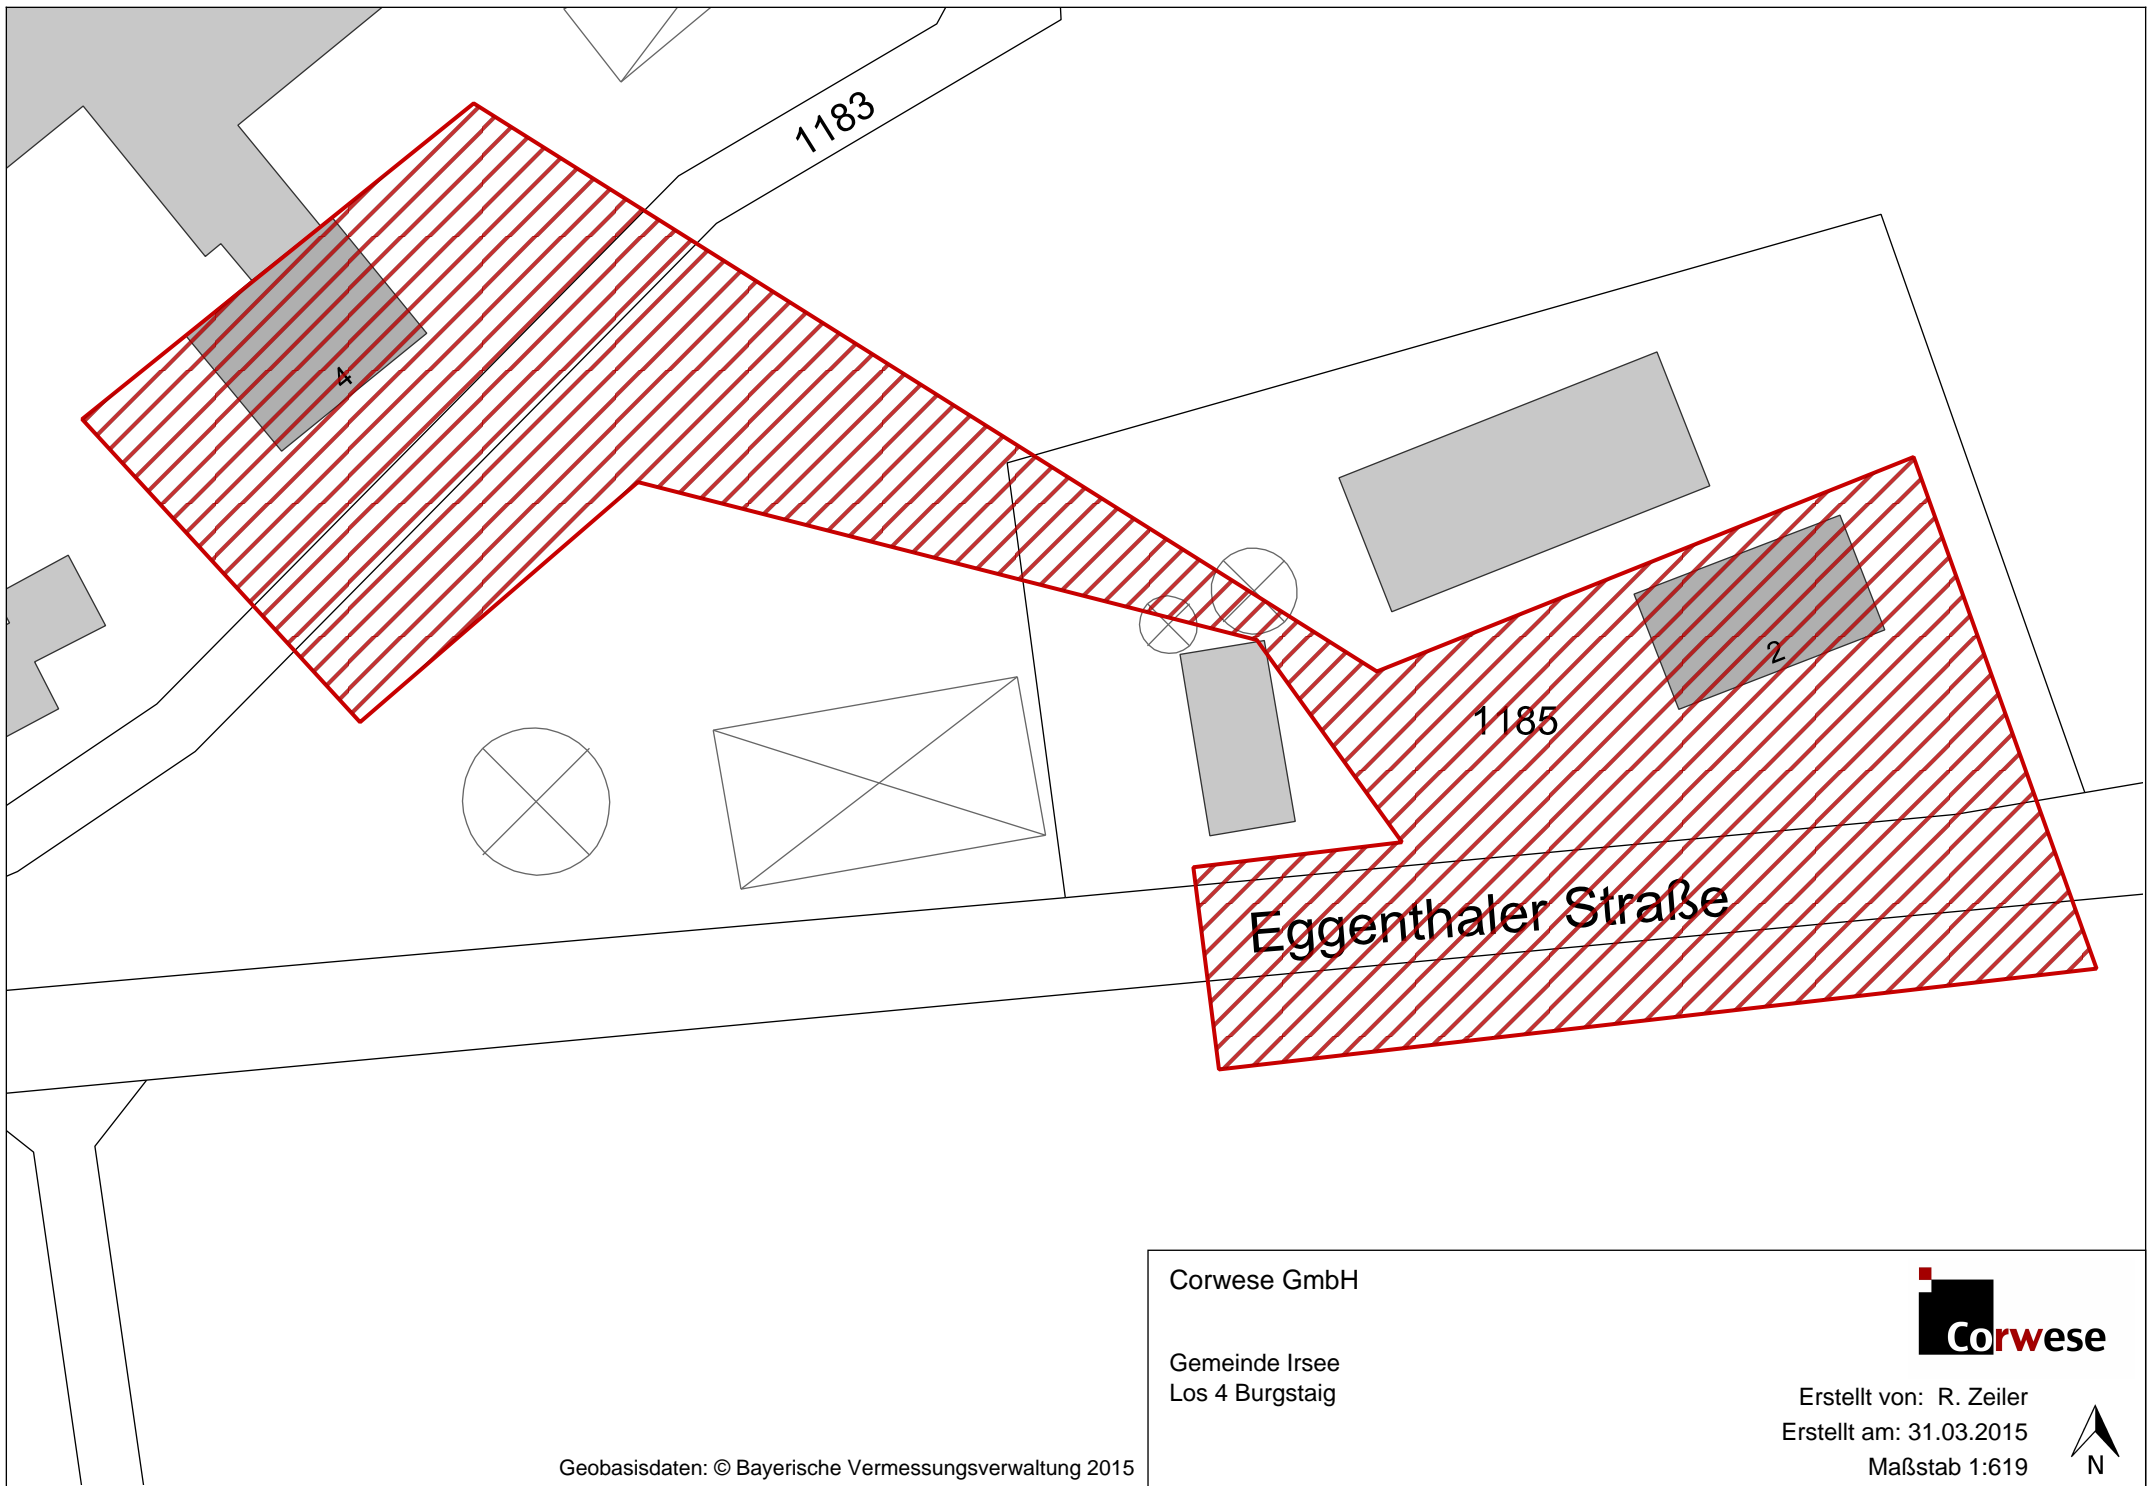 1183
4
2
1185
Eggenthaler Straße
Corwese GmbH
Corwese
Gemeinde Irsee
Los 4 Burgstaig
Erstellt von: R. Zeiler
Erstellt am: 31.03.2015
Maßstab 1:619
N
Geobasisdaten: © Bayerische Vermessungsverwaltung 2015